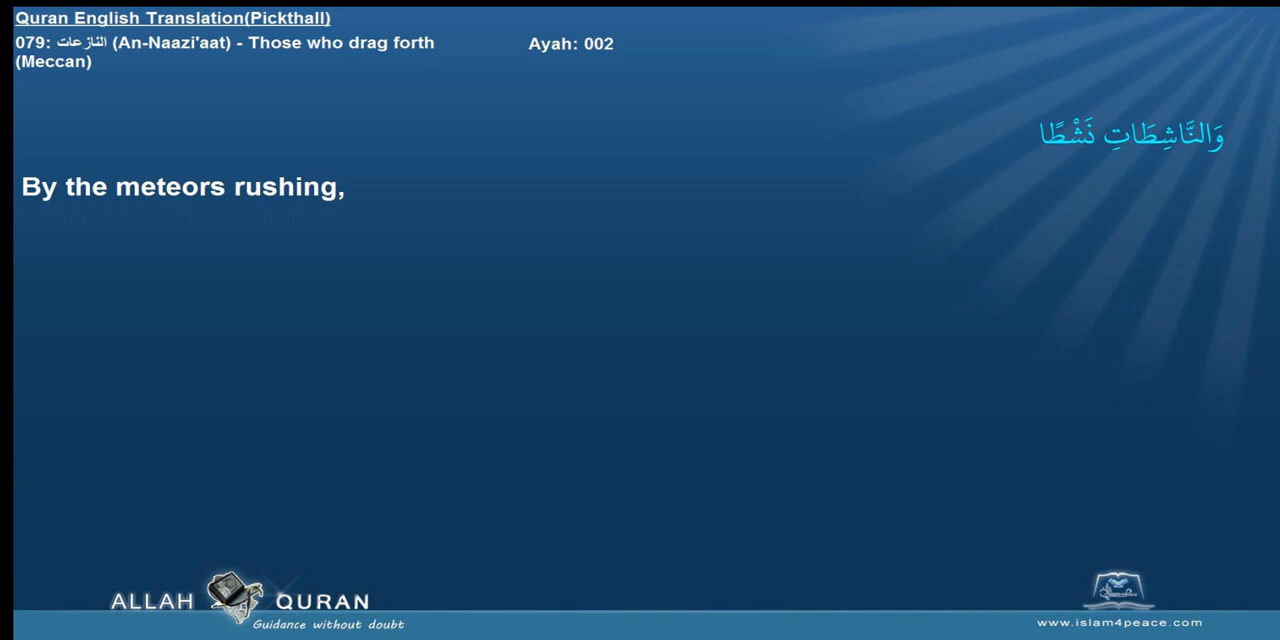 Quran English Translation(Pickthall)
079: النازعات (An-Naazi'aat) - Those who drag forth
(Meccan)
Ayah: 002
وَالنَّاشِطَاتِ نَشْطًا
By the meteors rushing,
ALLAH QURAN
Guidance without doubt
www.islam4peace.com